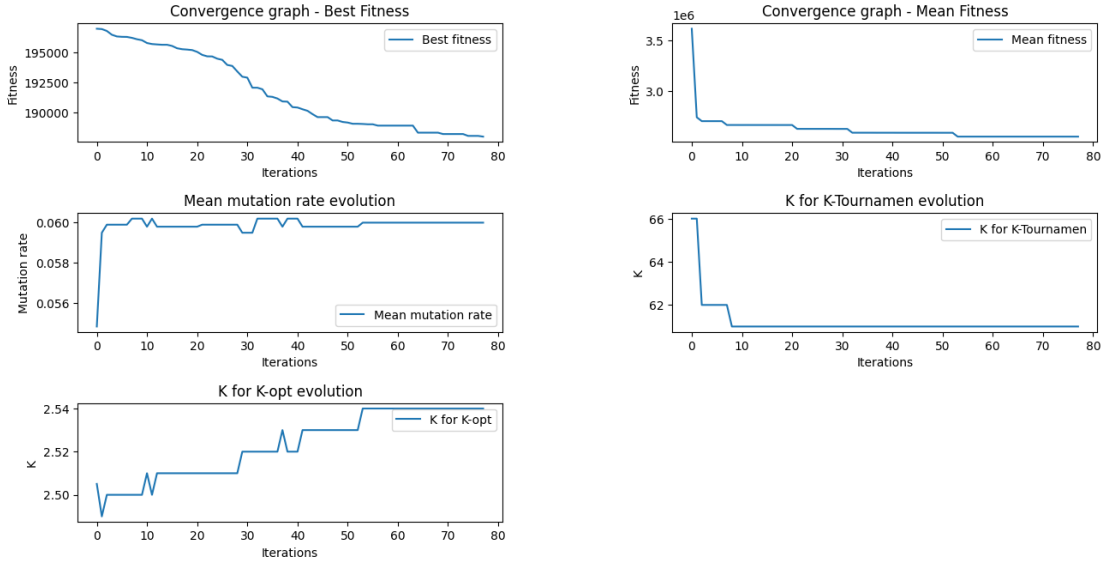 Convergence graph - Best Fitness
Fitness
195000
192500
190000
Best fitness
0 10 20 30 40 50 60 70 80
Iterations
Convergence graph - Mean Fitness
1e6
Fitness
3.5
3.0
Mean fitness
0 10 20 30 40 50 60 70 80
Iterations
Mean mutation rate evolution
Mutation rate
0.060
0.058
0.056
Mean mutation rate
0 10 20 30 40 50 60 70 80
Iterations
K for K-Tournamen evolution
K
66
64
62
K for K-Tournamen
0 10 20 30 40 50 60 70 80
Iterations
K for K-opt evolution
K
2.54
2.52
2.50
K for K-opt
0 10 20 30 40 50 60 70 80
Iterations